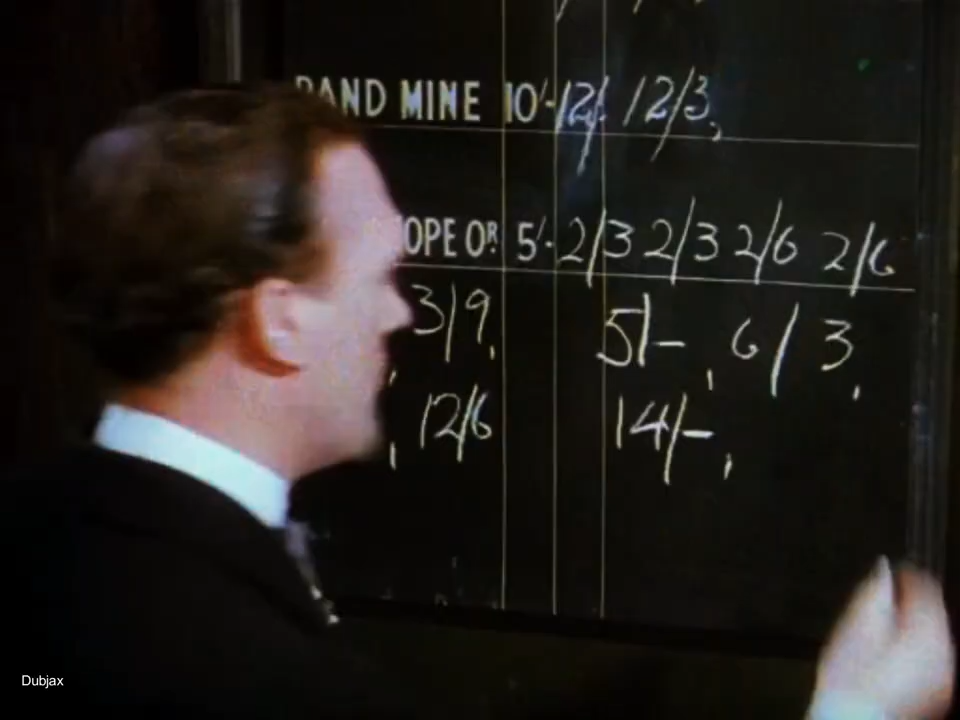 RAND MINE 10'- 12/. 12/3,
OPE OR 5'- 2/3 2/3 2/6 2/6
3/9, 5/-, 6/3,
, 12/6 14/-,
Dubjax